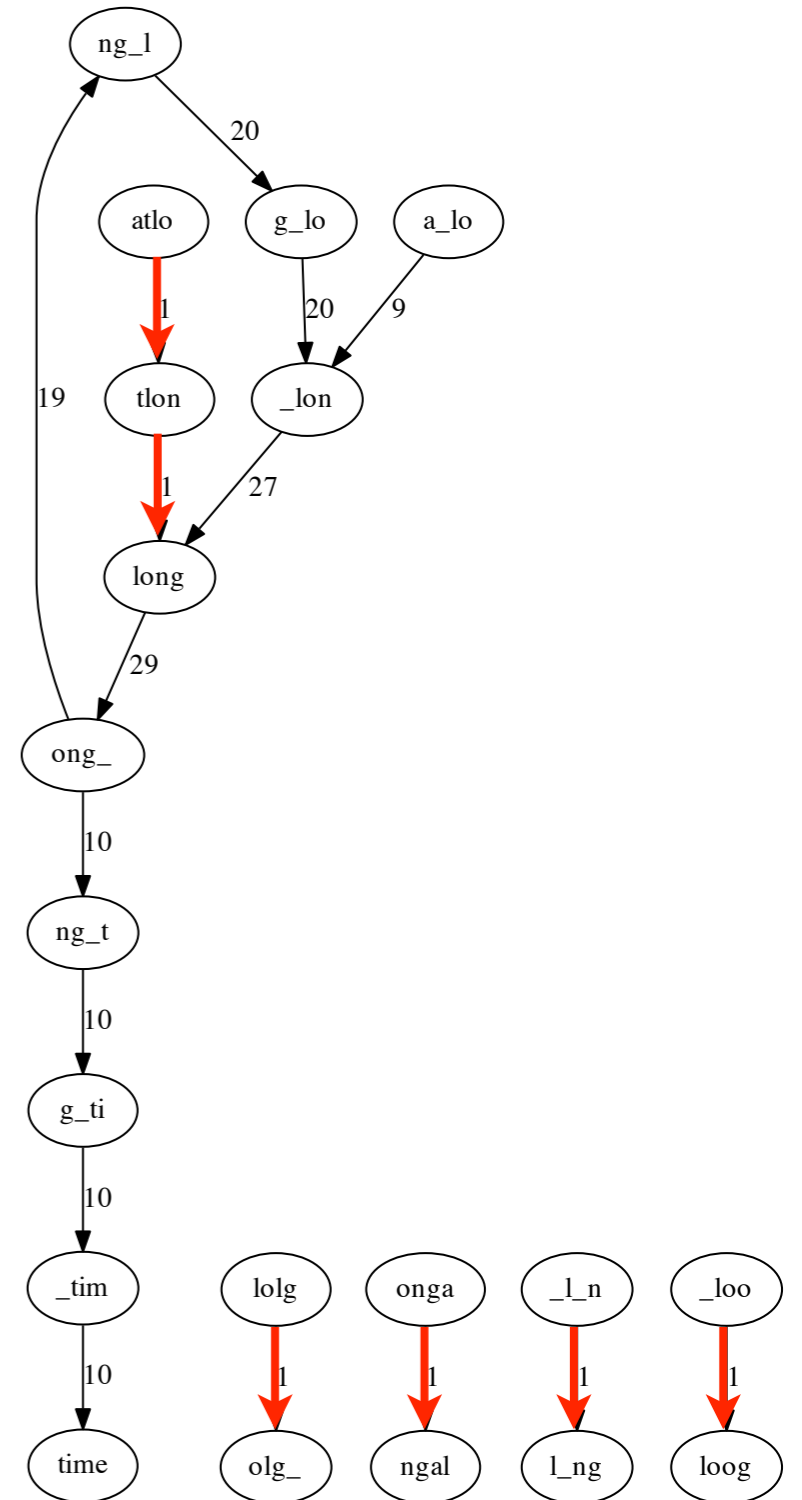 ng_l
20
atlo
g_lo
a_lo
1
20
9
19
tlon
_lon
1
27
long
29
ong_
10
ng_t
10
g_ti
10
_tim
lolg
onga
_l_n
_loo
10
1
1
1
1
time
olg_
ngal
l_ng
loog